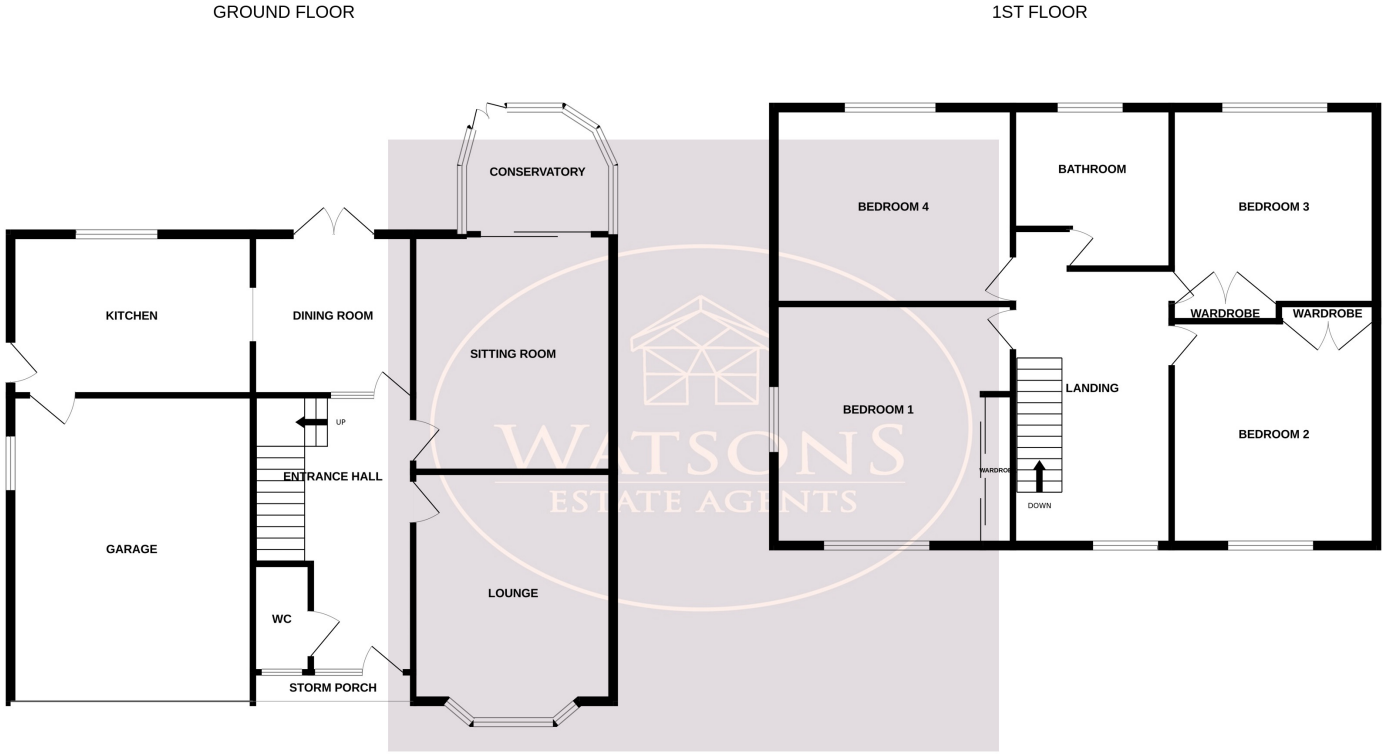 GROUND FLOOR
1ST FLOOR
CONSERVATORY
BATHROOM
BEDROOM 4
BEDROOM 3
KITCHEN
DINING ROOM
WARDROBE
WARDROBE
SITTING ROOM
LANDING
BEDROOM 1
UP
BEDROOM 2
WATSONS
ESTATE AGENTS
ENTRANCE HALL
WARDROBE
DOWN
GARAGE
LOUNGE
WC
STORM PORCH